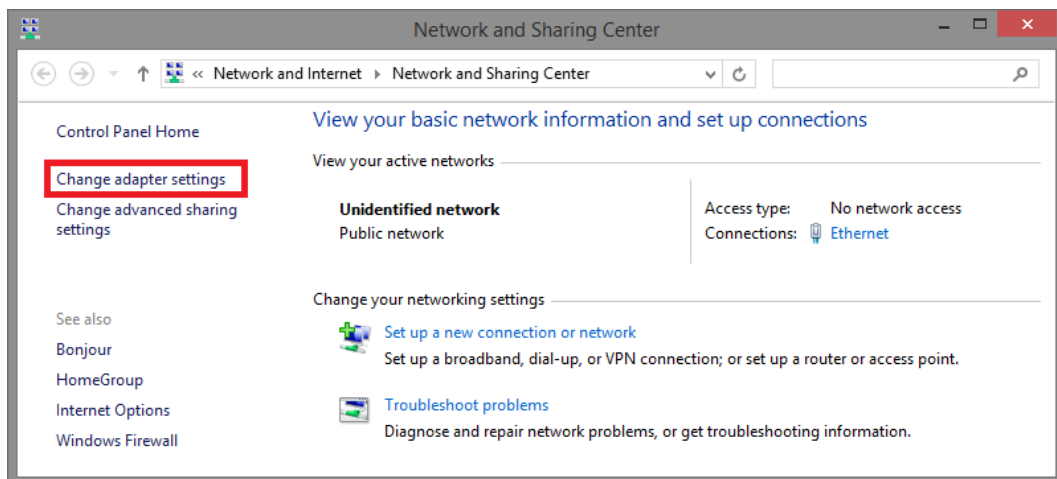 Network and Sharing Center
« Network and Internet ▸ Network and Sharing Center
Control Panel Home
Change adapter settings
Change advanced sharing
settings
See also
Bonjour
HomeGroup
Internet Options
Windows Firewall
View your basic network information and set up connections
View your active networks
Unidentified network
Public network
Access type: No network access
Connections: Ethernet
Change your networking settings
Set up a new connection or network
Set up a broadband, dial-up, or VPN connection; or set up a router or access point.
Troubleshoot problems
Diagnose and repair network problems, or get troubleshooting information.